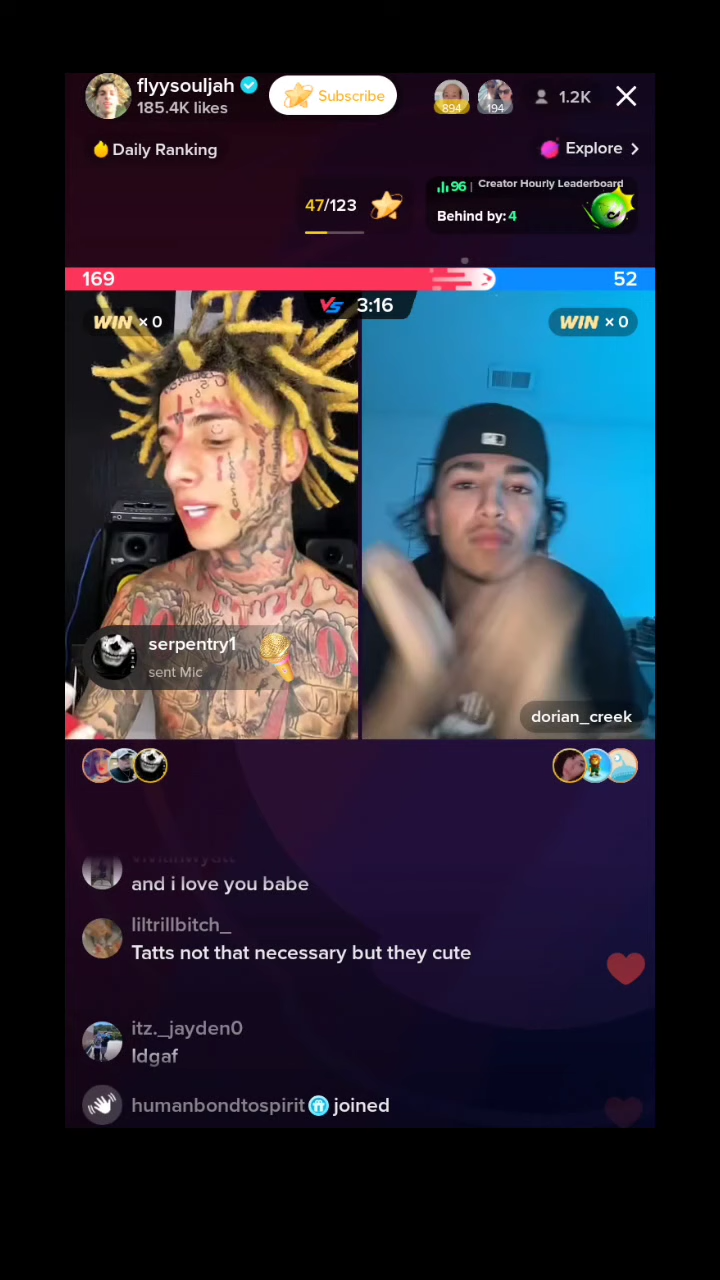 flyysouljah
185.4K likes
Subscribe
894
194
1.2K
Daily Ranking
Explore
47/123
96 | Creator Hourly Leaderboard
Behind by: 4
169
52
VS 3:16
WIN × 0
WIN × 0
serpentry1
sent Mic
dorian_creek
and i love you babe
liltrillbitch_
Tatts not that necessary but they cute
itz._jayden0
Idgaf
humanbondtospirit joined